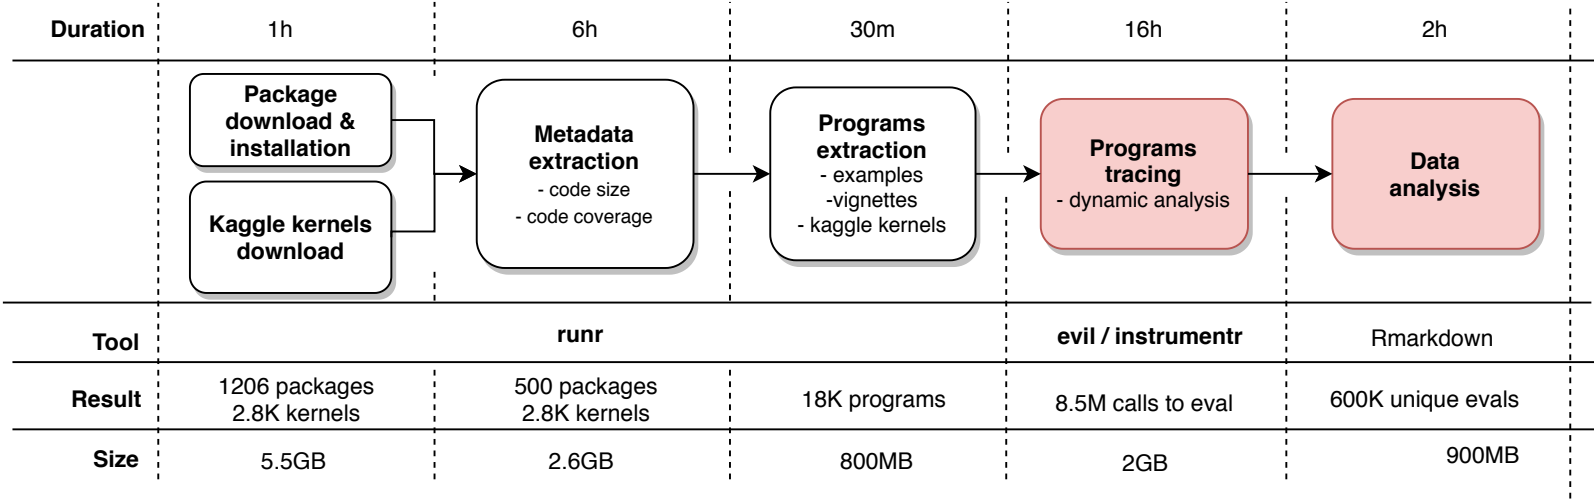 Duration 1h 6h 30m 16h 2h
Package
download &
installation
Kaggle kernels
download
Metadata
extraction
- code size
- code coverage
Programs
extraction
- examples
-vignettes
- kaggle kernels
Programs
tracing
- dynamic analysis
Data
analysis
Tool runr evil / instrumentr Rmarkdown
Result
1206 packages
2.8K kernels
500 packages
2.8K kernels
18K programs
8.5M calls to eval
600K unique evals
Size 5.5GB 2.6GB 800MB 2GB 900MB